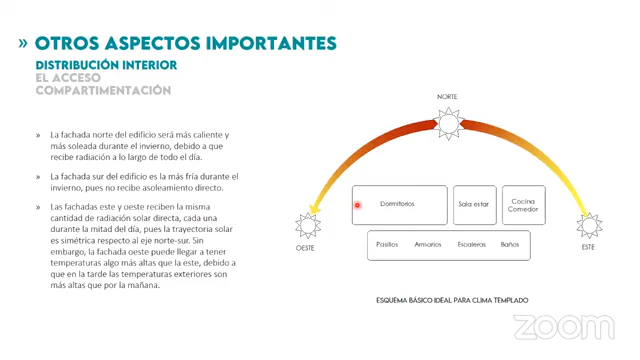 » OTROS ASPECTOS IMPORTANTES
DISTRIBUCIÓN INTERIOR
EL ACCESO
COMPARTIMENTACIÓN
» La fachada norte del edificio será más caliente y
más soleada durante el invierno, debido a que
recibe radiación a lo largo de todo el día.
» La fachada sur del edificio es la más fría durante el
invierno, pues no recibe asoleamiento directo.
» Las fachadas este y oeste reciben la misma
cantidad de radiación solar directa, cada una
durante la mitad del día, pues la trayectoria solar
es simétrica respecto al eje norte-sur. Sin
embargo, la fachada oeste puede llegar a tener
temperaturas algo más altas que la este, debido a
que en la tarde las temperaturas exteriores son
más altas que por la mañana.
NORTE
Dormitorios
Sala estar
Cocina
Comedor
OESTE
Pasillos Armarios Escaleras Baños
ESTE
ESQUEMA BÁSICO IDEAL PARA CLIMA TEMPLADO
zoom